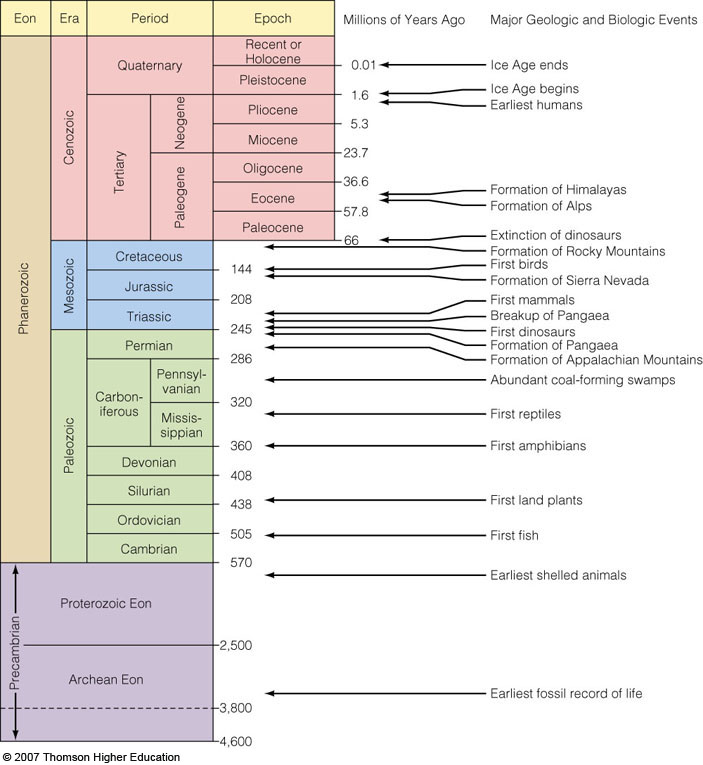 Eon Era Period Epoch Millions of Years Ago Major Geologic and Biologic Events
Phanerozoic
Cenozoic
Quaternary
Recent or
Holocene
0.01 Ice Age ends
Pleistocene
1.6 Ice Age begins
Earliest humans
Tertiary
Neogene
Pliocene
5.3
Miocene
23.7
Paleogene
Oligocene
36.6
Eocene
Formation of Himalayas
Formation of Alps
57.8
Paleocene
66 Extinction of dinosaurs
Mesozoic
Formation of Rocky Mountains
Cretaceous
144 First birds
Formation of Sierra Nevada
Jurassic
208
Triassic
First mammals
Breakup of Pangaea
245 First dinosaurs
Paleozoic
Formation of Pangaea
Permian
Formation of Appalachian Mountains
286
Carbon-
iferous
Pennsyl-
vanian
Abundant coal-forming swamps
320
Missis-
sippian
First reptiles
360 First amphibians
Devonian
408
Silurian
First land plants
438
Ordovician
505 First fish
Cambrian
570
Precambrian
Earliest shelled animals
Proterozoic Eon
2,500
Archean Eon
Earliest fossil record of life
3,800
4,600
© 2007 Thomson Higher Education